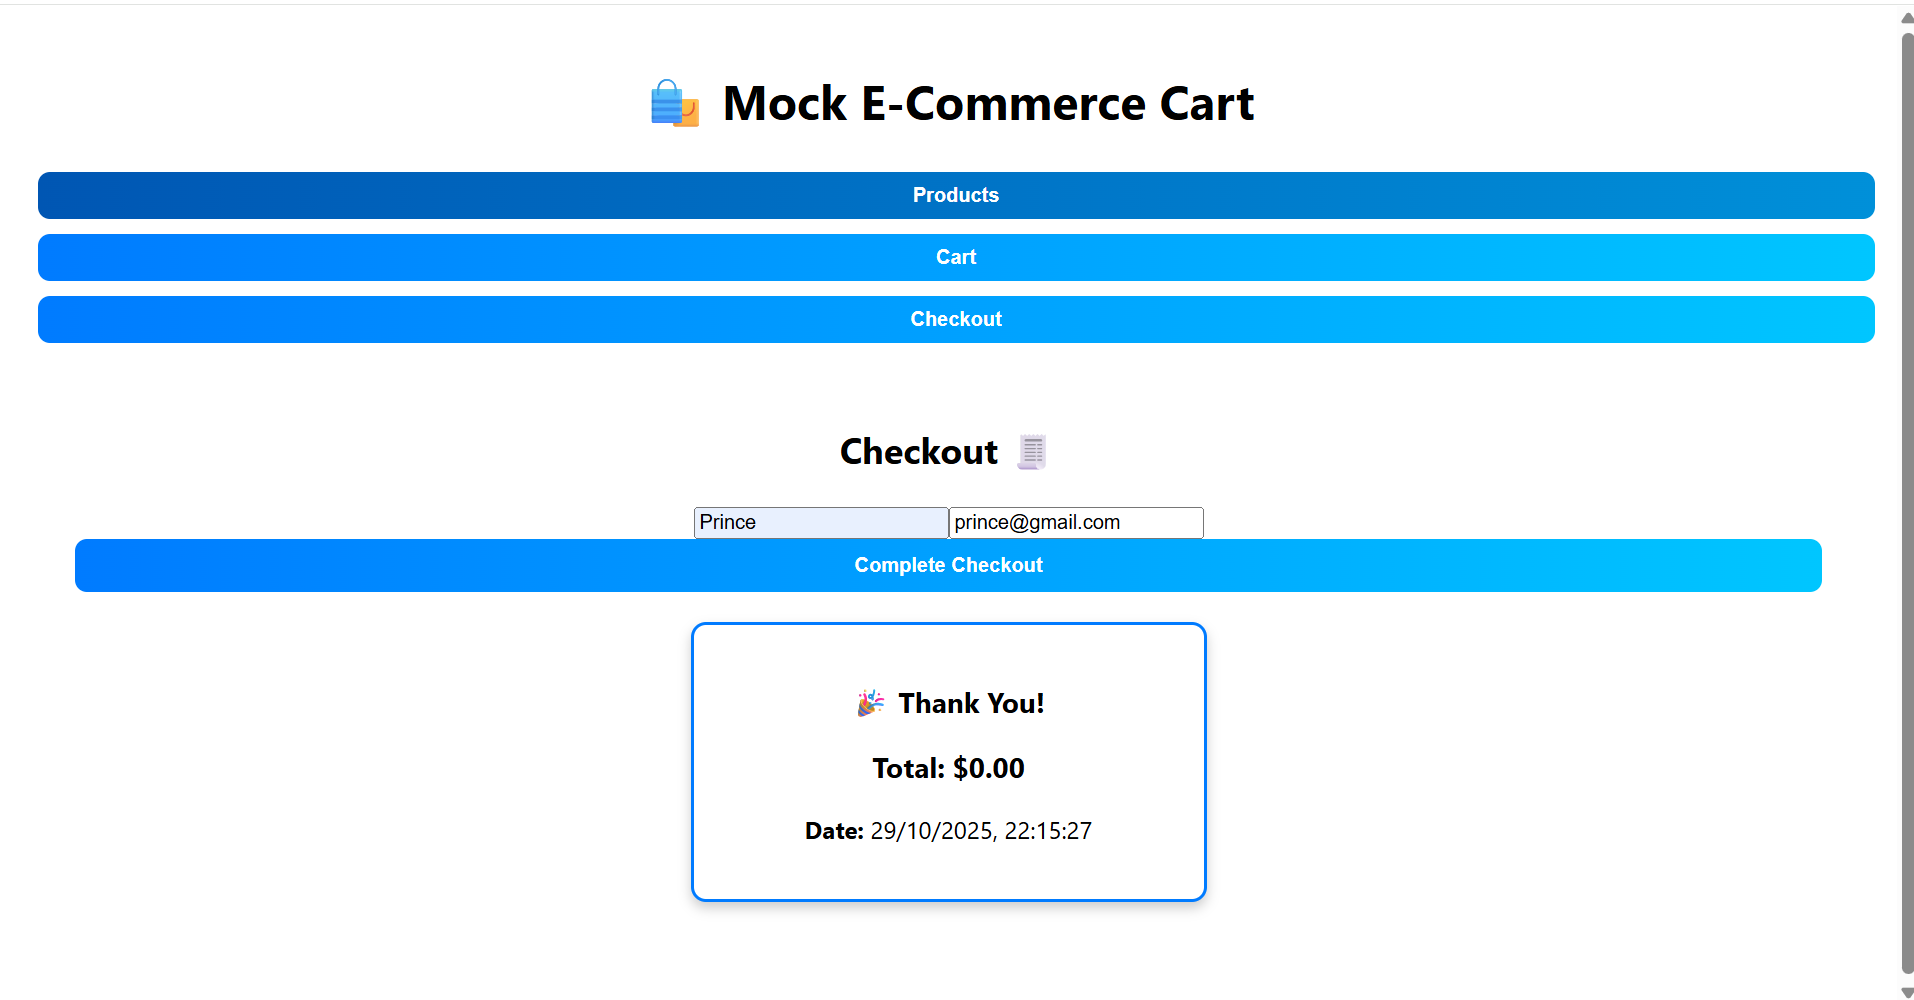 Mock E-Commerce Cart
Products
Cart
Checkout
Checkout
Prince prince@gmail.com
Complete Checkout
Thank You!
Total: $0.00
Date: 29/10/2025, 22:15:27